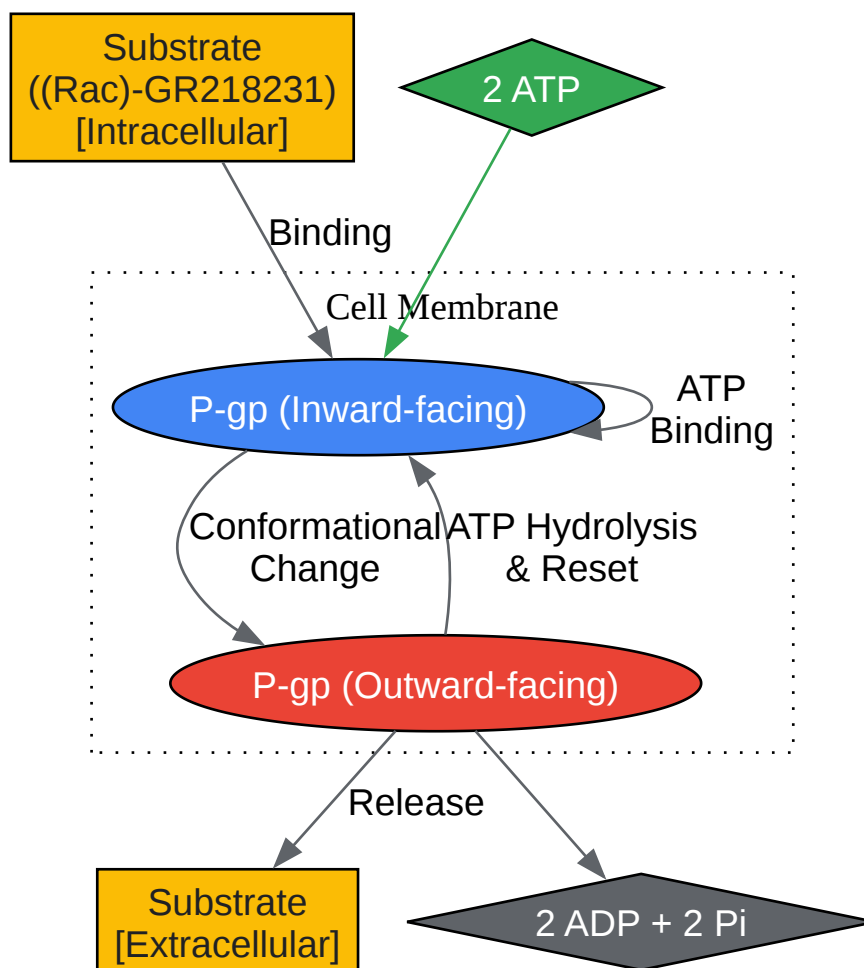 Substrate
((Rac)-GR218231)
[Intracellular]
2 ATP
Binding
Cell Membrane
P-gp (Inward-facing)
ATP
Binding
Conformational
Change
ATP Hydrolysis
& Reset
P-gp (Outward-facing)
Release
Substrate
[Extracellular]
2 ADP + 2 Pi